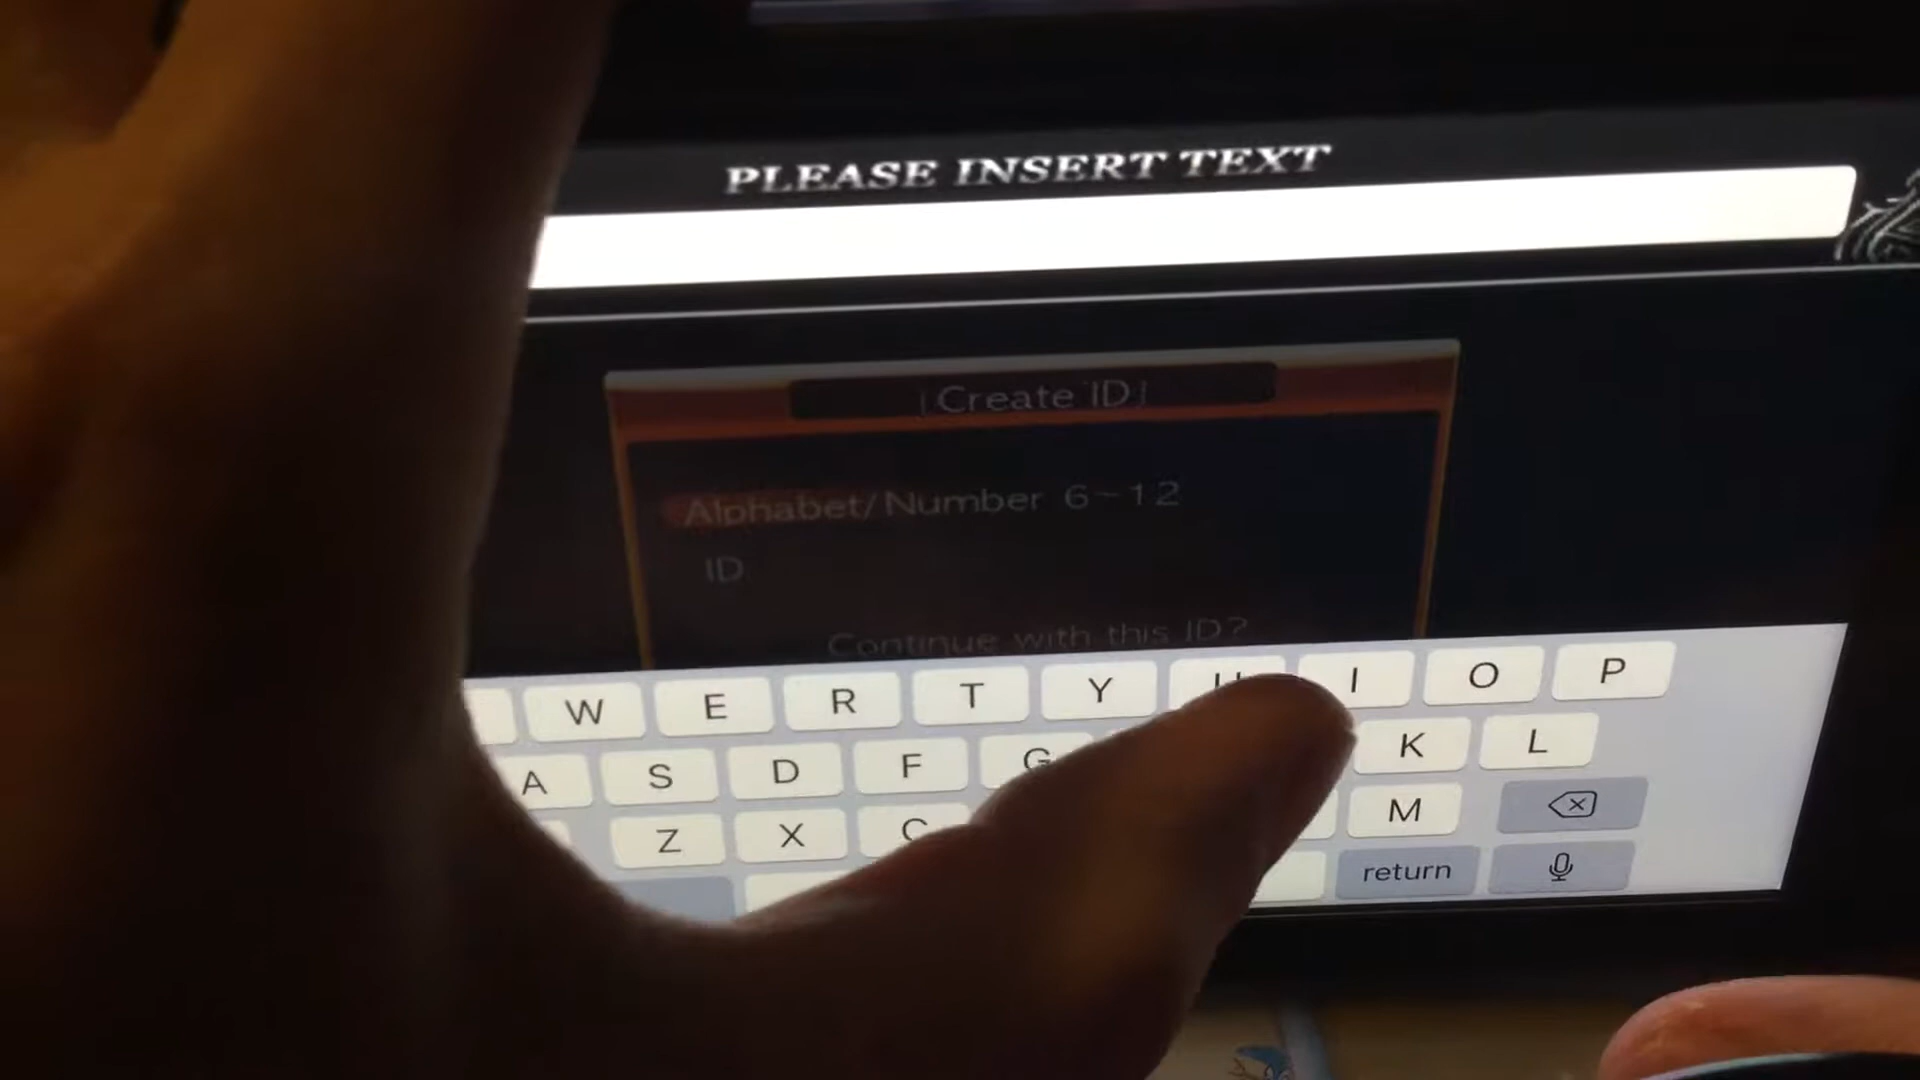 PLEASE INSERT TEXT
[Create ID]
Alphabet/Number 6~12
ID
Continue with this ID?
W E R T Y U I O P
A S D F G K L
Z X C M
return